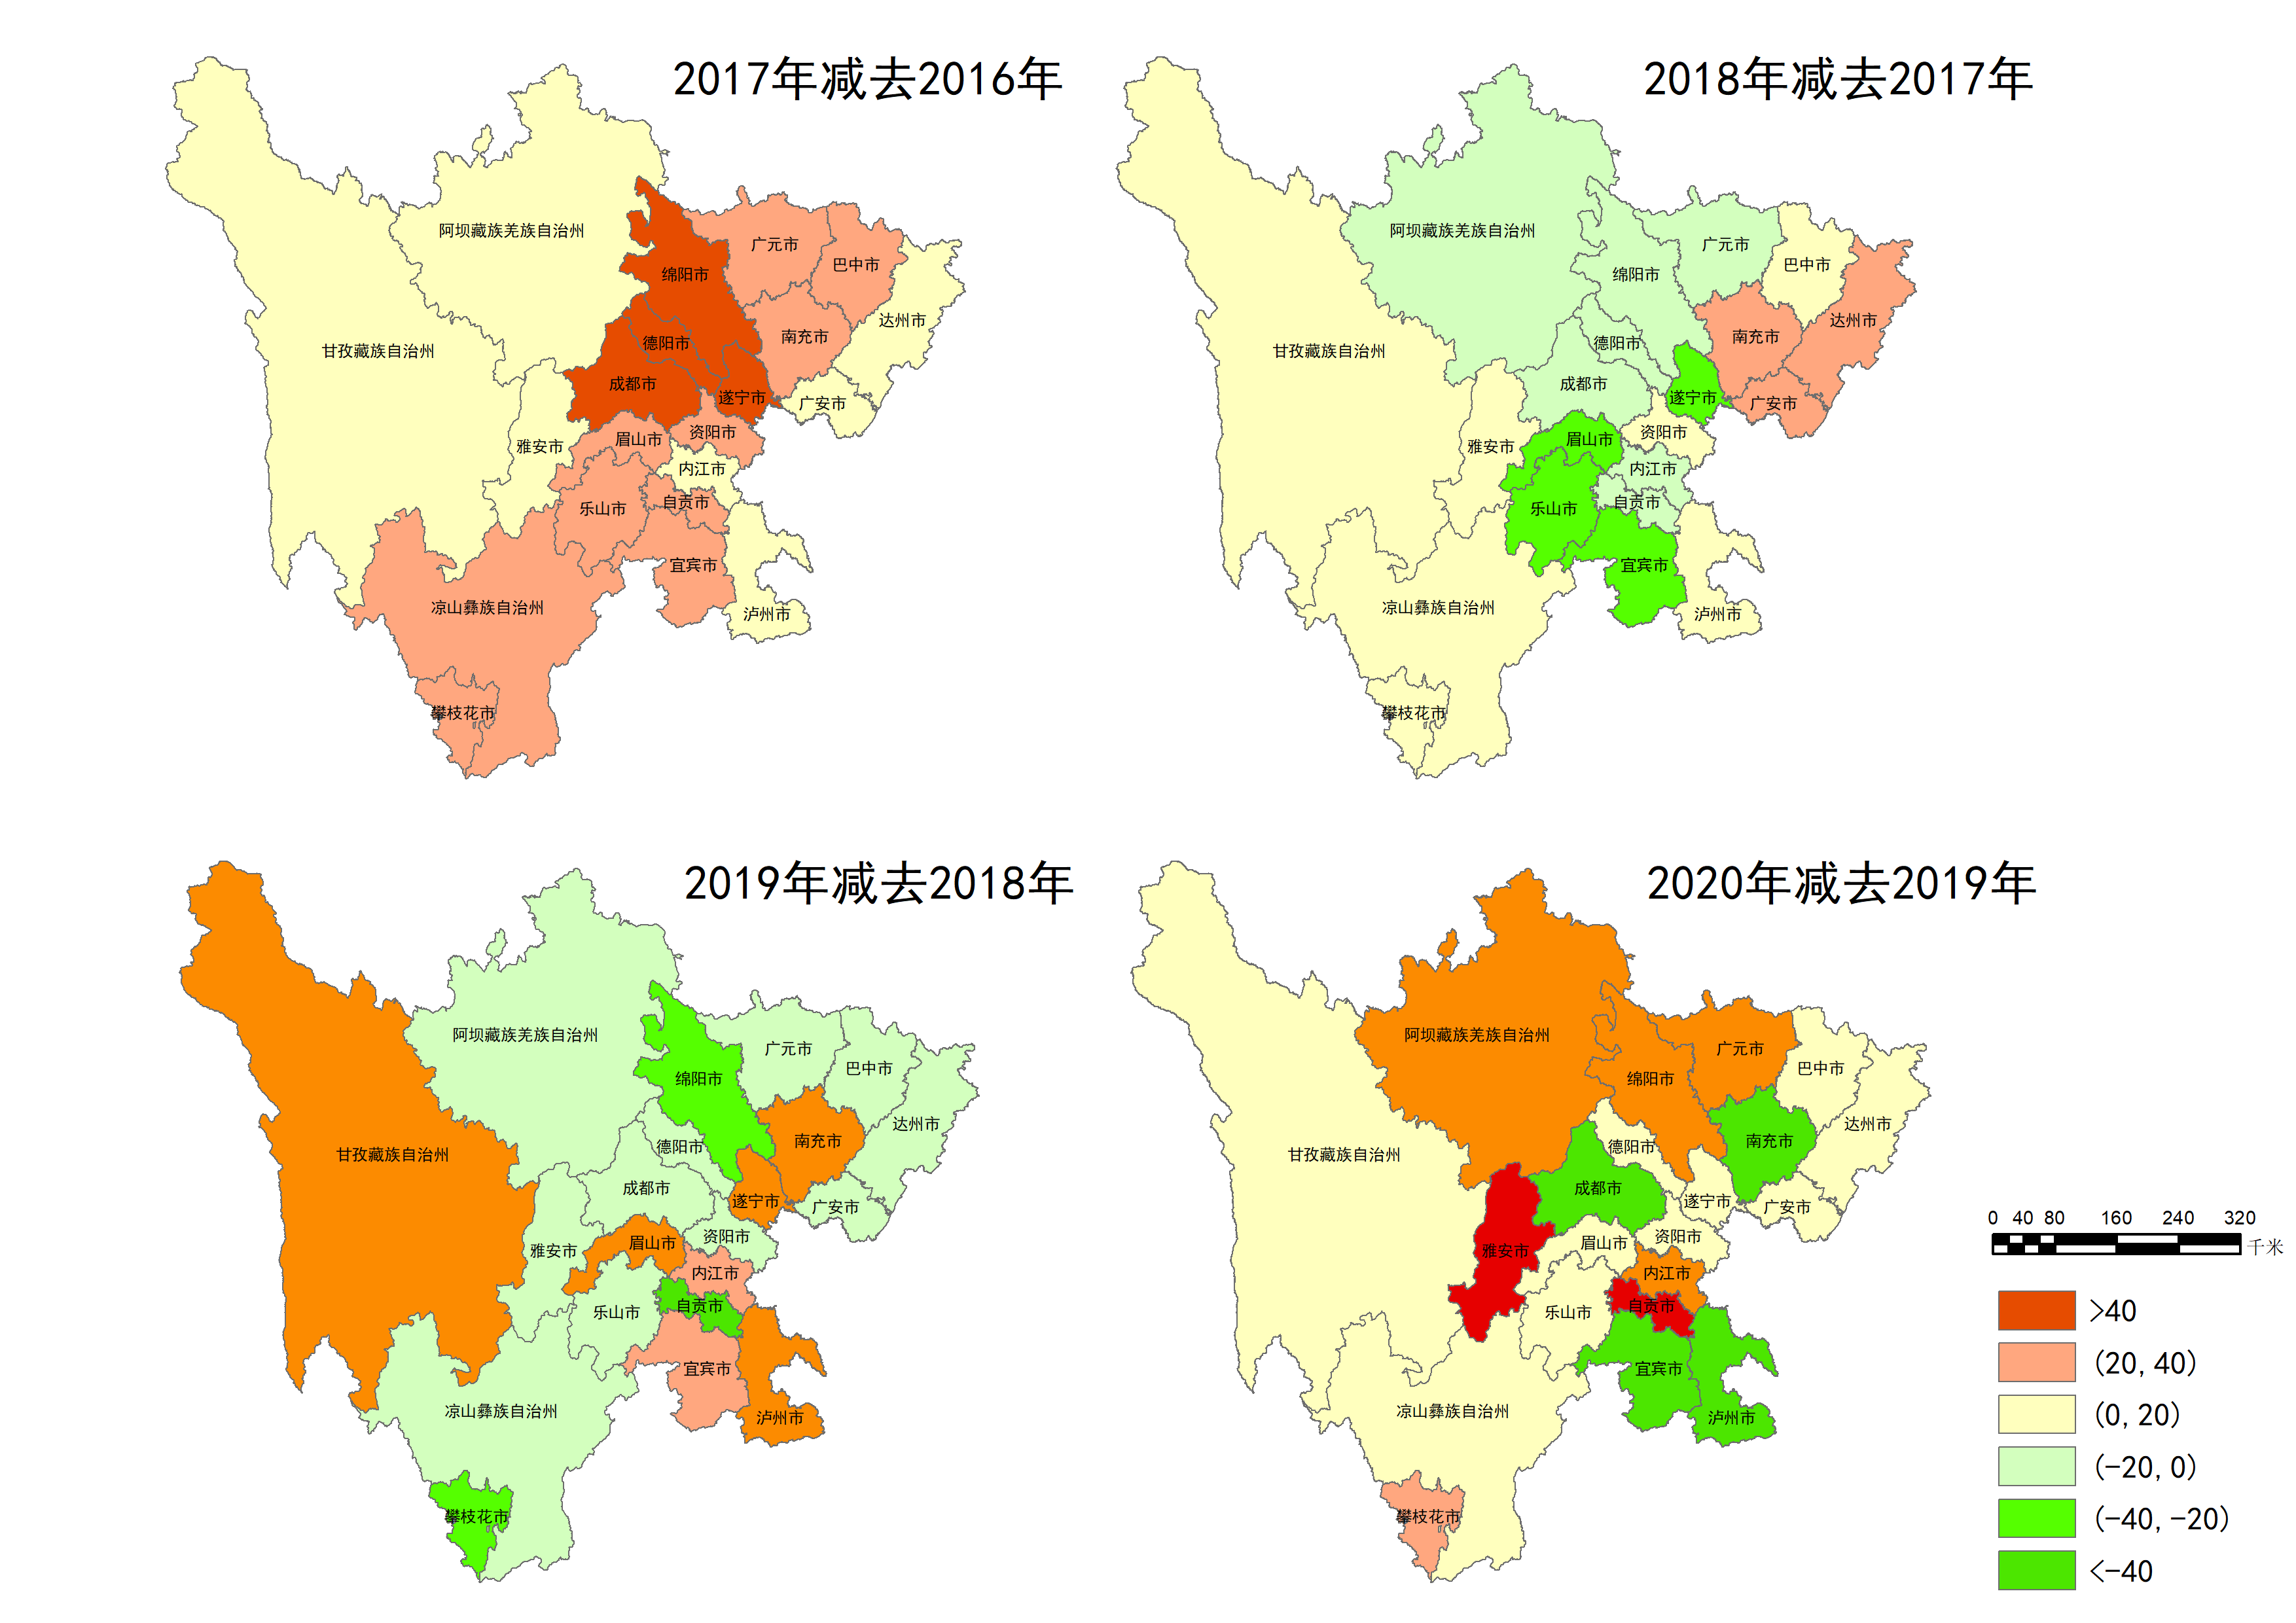 2017年减去2016年
阿坝藏族羌族自治州
广元市
巴中市
绵阳市
达州市
南充市
德阳市
甘孜藏族自治州
成都市
遂宁市
广安市
资阳市
眉山市
雅安市
内江市
自贡市
乐山市
宜宾市
凉山彝族自治州
泸州市
攀枝花市
2018年减去2017年
阿坝藏族羌族自治州
广元市
巴中市
绵阳市
达州市
南充市
德阳市
甘孜藏族自治州
成都市
遂宁市
广安市
资阳市
眉山市
雅安市
内江市
自贡市
乐山市
宜宾市
凉山彝族自治州
泸州市
攀枝花市
2019年减去2018年
阿坝藏族羌族自治州
广元市
巴中市
绵阳市
达州市
南充市
德阳市
甘孜藏族自治州
成都市
遂宁市
广安市
资阳市
眉山市
雅安市
内江市
自贡市
乐山市
宜宾市
凉山彝族自治州
泸州市
攀枝花市
2020年减去2019年
阿坝藏族羌族自治州
广元市
巴中市
绵阳市
达州市
南充市
德阳市
甘孜藏族自治州
成都市
遂宁市
广安市
资阳市
眉山市
雅安市
内江市
自贡市
乐山市
宜宾市
凉山彝族自治州
泸州市
攀枝花市
0 40 80 160 240 320
千米
>40
(20,40)
(0,20)
(-20,0)
(-40,-20)
<-40